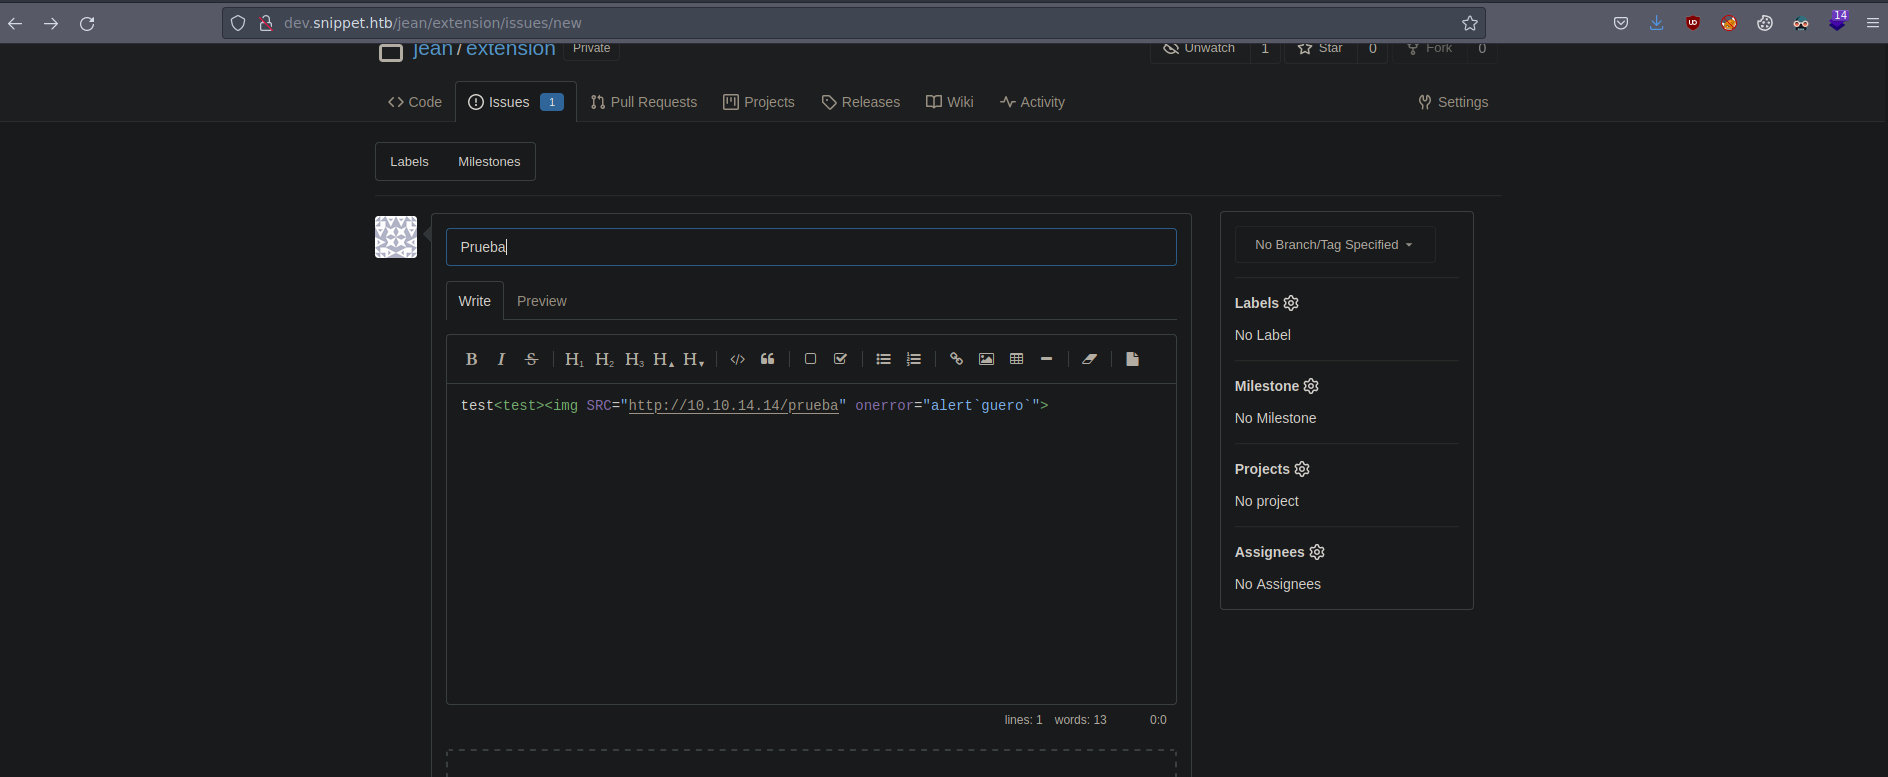 dev.snippet.htb/jean/extension/issues/new
14
jean / extension Private
Unwatch 1 Star 0 Fork 0
Code Issues 1 Pull Requests Projects Releases Wiki Activity Settings
Labels Milestones
Prueba
No Branch/Tag Specified
Write Preview
Labels
No Label
B I S H1 H2 H3 H▲ H▼
Milestone
test<test><img SRC="http://10.10.14.14/prueba" onerror="alert`guero`">
No Milestone
Projects
No project
Assignees
No Assignees
lines: 1 words: 13 0:0